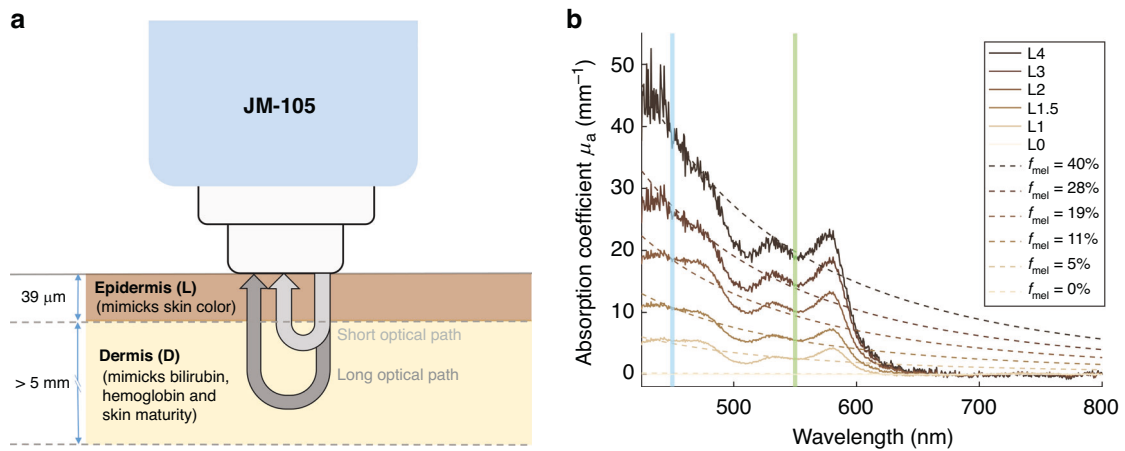 a
JM-105
39 μm
Epidermis (L)
(mimicks skin color)
Short optical path
> 5 mm
Dermis (D)
(mimicks bilirubin,
hemoglobin and
skin maturity)
Long optical path
b
Absorption coefficient μa (mm⁻¹)
50
40
30
20
10
0
500
600
700
800
Wavelength (nm)
L4
L3
L2
L1.5
L1
L0
fmel = 40%
fmel = 28%
fmel = 19%
fmel = 11%
fmel = 5%
fmel = 0%